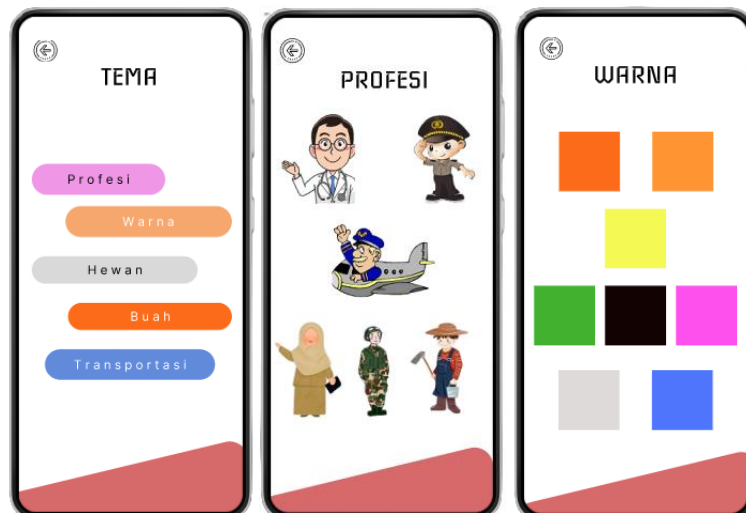 TEMA
Profesi
Warna
Hewan
Buah
Transportasi
PROFESI
WARNA